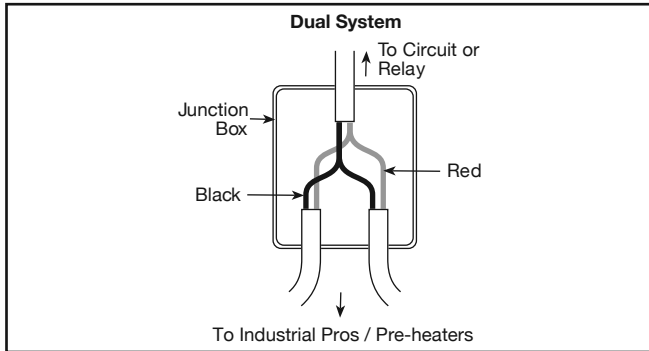 Dual System
To Circuit or
Relay
Junction
Box
Red
Black
To Industrial Pros / Pre-heaters